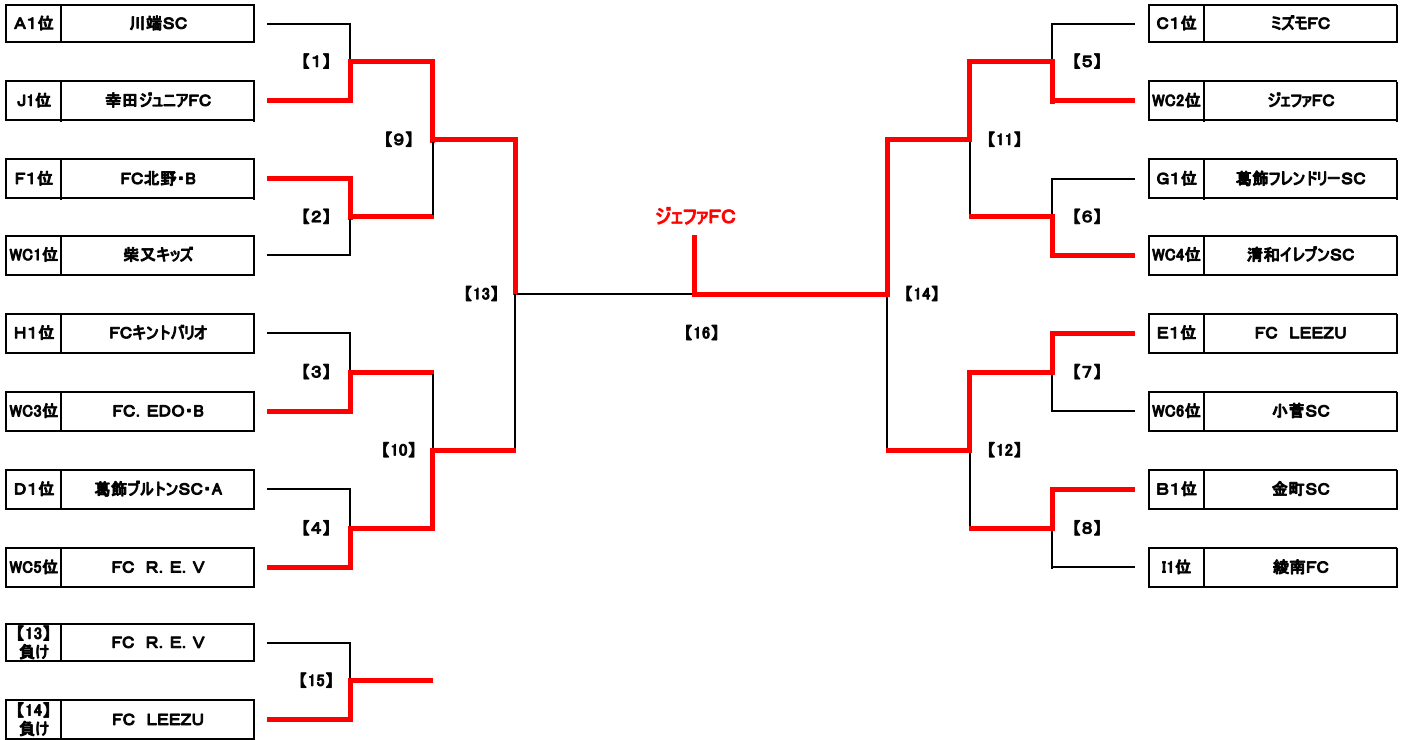 A1位 川端SC
【1】
J1位 幸田ジュニアFC
【9】
F1位 FC北野・B
【2】
WC1位 柴又キッズ
【13】
H1位 FCキントバリオ
【3】
WC3位 FC．EDO・B
【10】
D1位 葛飾ブルトンSC・A
【4】
WC5位 FC　R．E．V
【13】
負け FC　R．E．V
【15】
【14】
負け FC　LEEZU
ジェファFC
【16】
C1位 ミズモFC
【5】
WC2位 ジェファFC
【11】
G1位 葛飾フレンドリーSC
【6】
WC4位 清和イレブンSC
【14】
E1位 FC　LEEZU
【7】
WC6位 小菅SC
【12】
B1位 金町SC
【8】
I1位 綾南FC